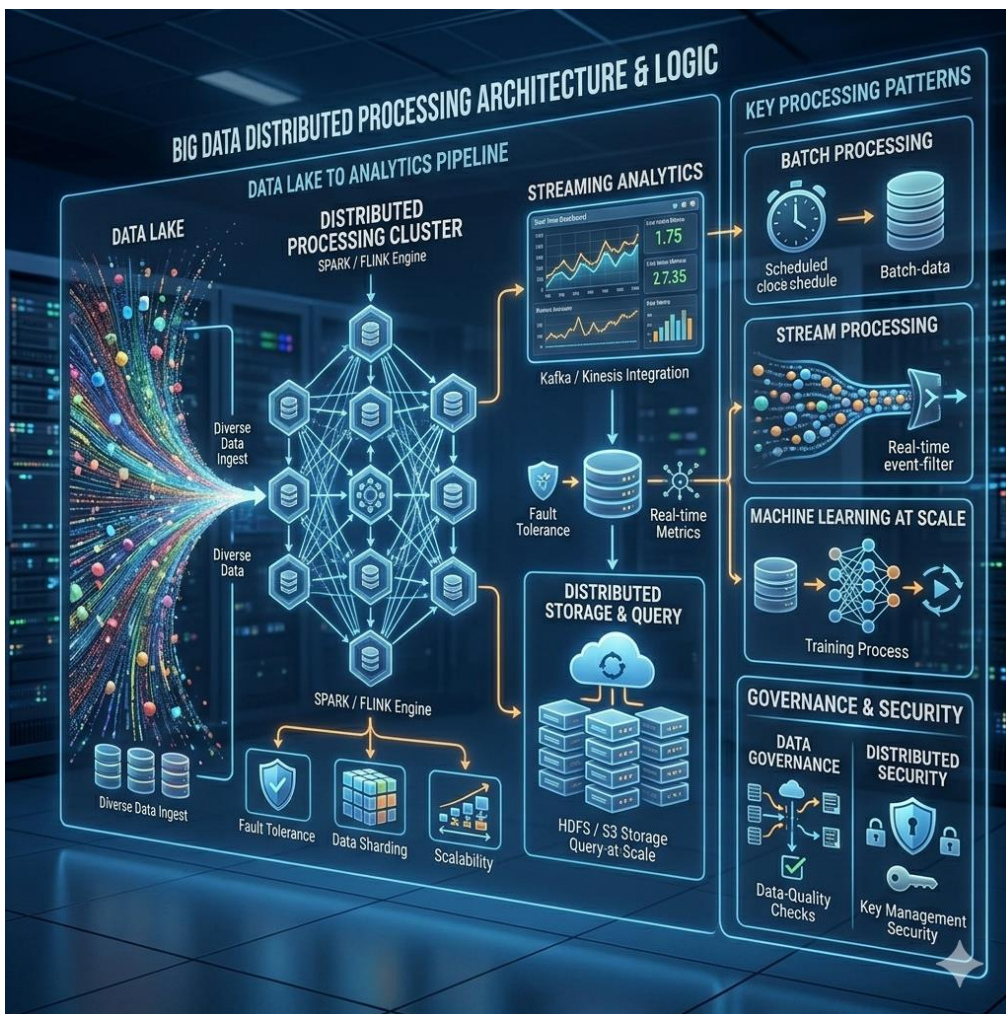 BIG DATA DISTRIBUTED PROCESSING ARCHITECTURE & LOGIC
DATA LAKE TO ANALYTICS PIPELINE
DATA LAKE
Diverse
Data
Ingest
Diverse
Data
Diverse Data Ingest
DISTRIBUTED
PROCESSING CLUSTER
SPARK / FLINK Engine
SPARK / FLINK Engine
Fault Tolerance
Data Sharding
Scalability
STREAMING ANALYTICS
1.75
27.35
Kafka / Kinesis Integration
Fault
Tolerance
Real-time
Metrics
DISTRIBUTED
STORAGE & QUERY
HDFS / S3 Storage
Query-at Scale
KEY PROCESSING PATTERNS
BATCH PROCESSING
Scheduled
Batch-data
STREAM PROCESSING
Real-time
event-filter
MACHINE LEARNING AT SCALE
Training Process
GOVERNANCE & SECURITY
DATA
GOVERNANCE
Data-Quality
Checks
DISTRIBUTED
SECURITY
Key Management
Security